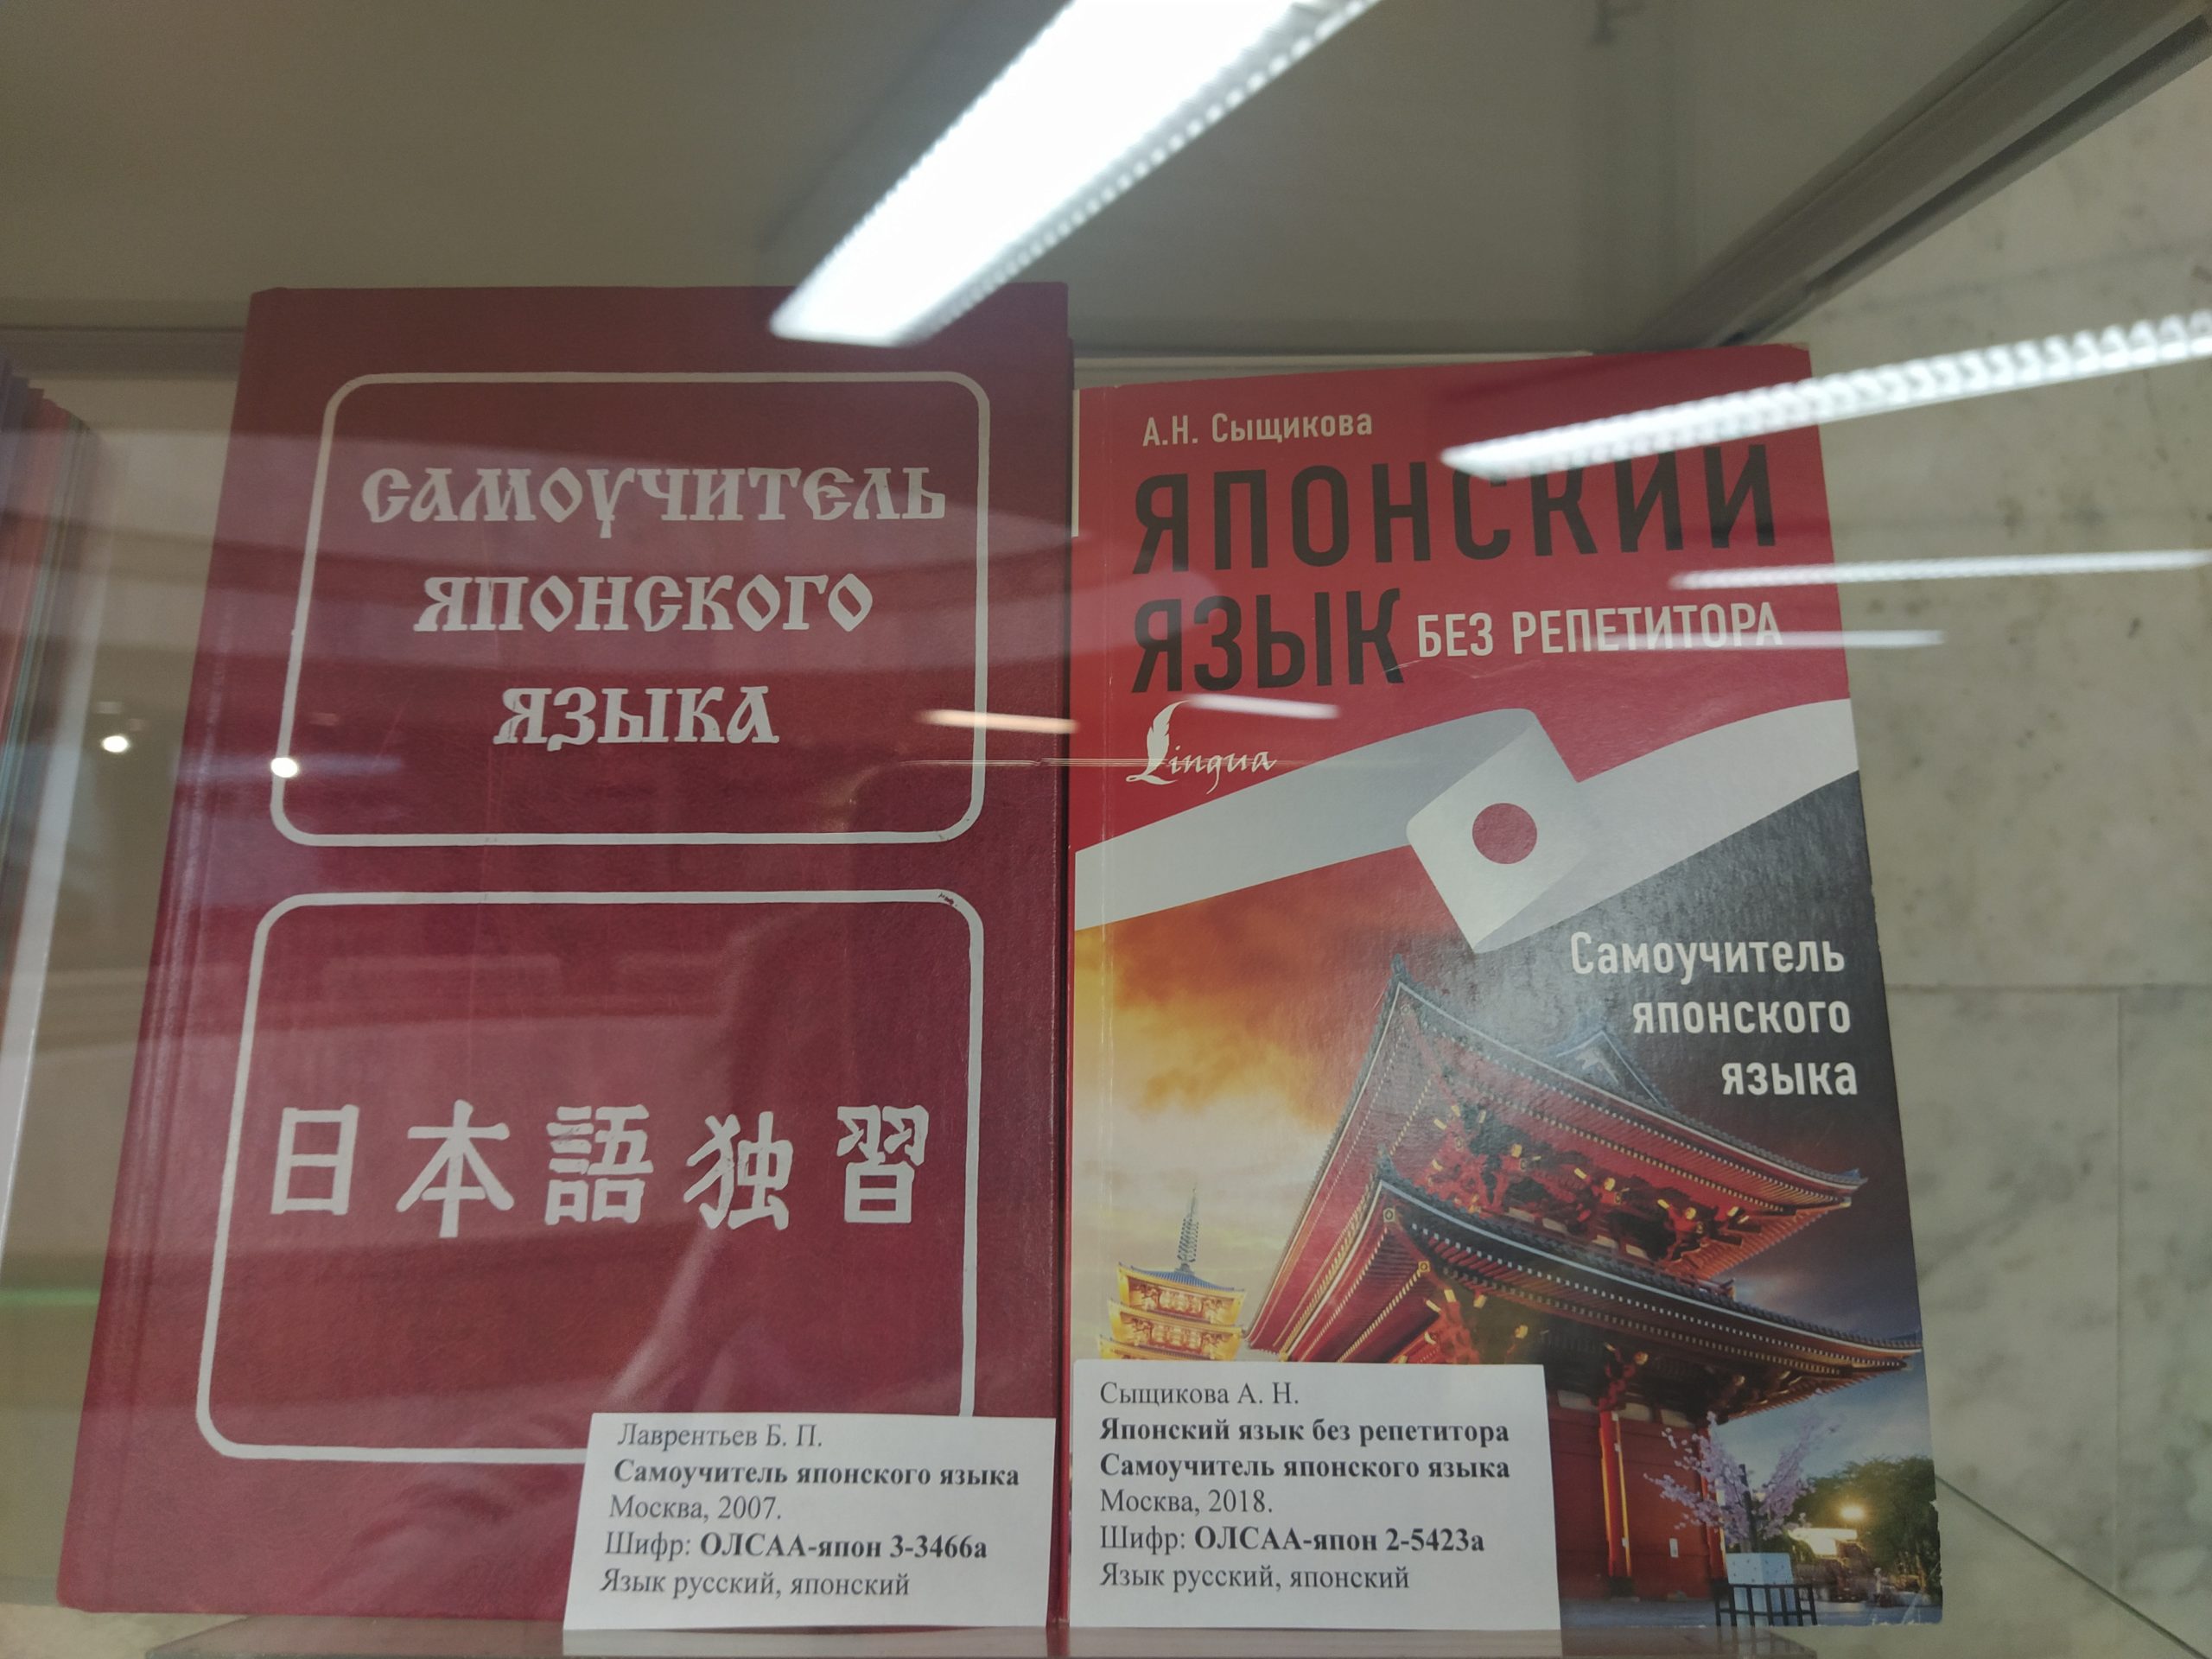 САМОУЧИТЕЛЬ
ЯПОНСКОГО
ЯЗЫКА
日本語独習
Лаврентьев Б. П.
Самоучитель японского языка
Москва, 2007.
Шифр: ОЛСАА-япон 3-3466а
Язык русский, японский
А.Н. Сыщикова
ЯПОНСКИЙ
ЯЗЫК БЕЗ РЕПЕТИТОРА
Lingua
Самоучитель
японского
языка
Сыщикова А. Н.
Японский язык без репетитора
Самоучитель японского языка
Москва, 2018.
Шифр: ОЛСАА-япон 2-5423а
Язык русский, японский